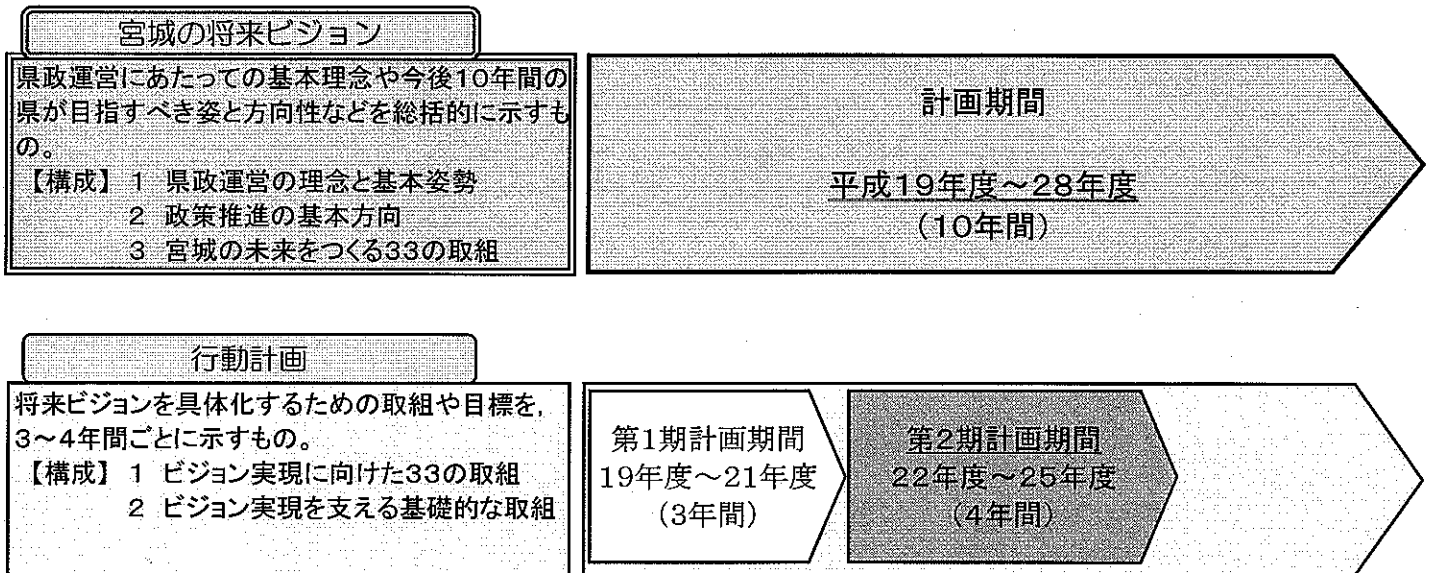 宮城の将来ビジョン
県政運営にあたっての基本理念や今後10年間の
県が目指すべき姿と方向性などを総括的に示すも
の。
【構成】 1 県政運営の理念と基本姿勢
2 政策推進の基本方向
3 宮城の未来をつくる33の取組
計画期間
平成19年度～28年度
(10年間)
行動計画
将来ビジョンを具体化するための取組や目標を,
3～4年間ごとに示すもの。
【構成】 1 ビジョン実現に向けた33の取組
2 ビジョン実現を支える基礎的な取組
第1期計画期間
19年度～21年度
(3年間)
第2期計画期間
22年度～25年度
(4年間)